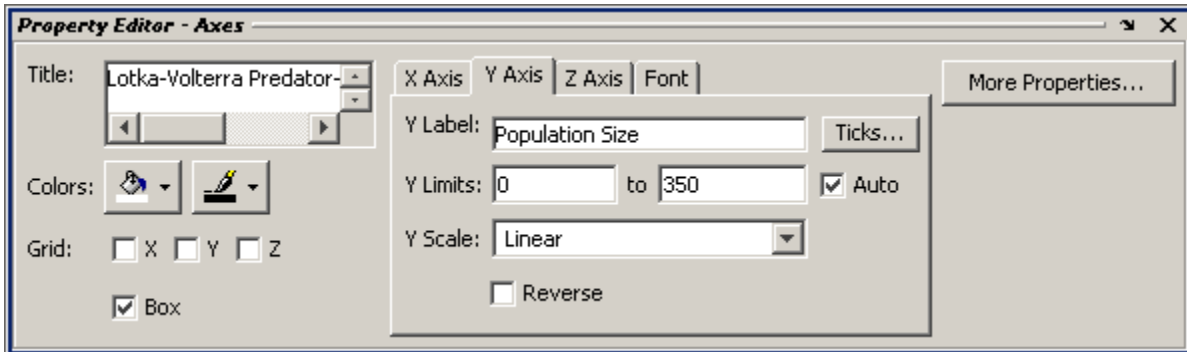 Property Editor - Axes
Title:
Lotka-Volterra Predator-
Colors:
Grid:
X Y Z
Box
X Axis Y Axis Z Axis Font
Y Label:
Population Size
Ticks...
Y Limits: 0 to 350
Auto
Y Scale: Linear
Reverse
More Properties...